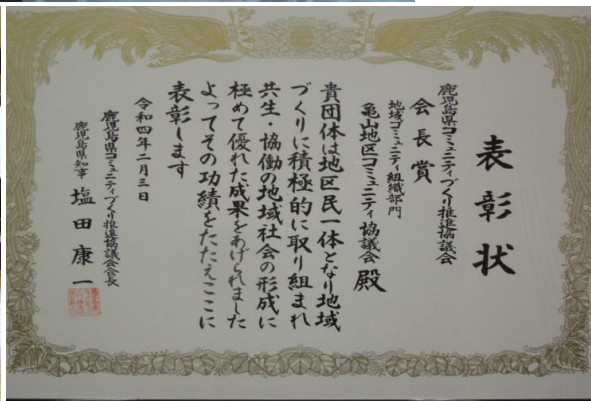 表彰状
鹿児島県コミュニティづくり推進協議会
会長賞
地域コミュニティ組織部門
亀山地区コミュニティ協議会 殿
貴団体は地区民一体となり地域
づくりに積極的に取り組まれ
共生・協働の地域社会の形成に
極めて優れた成果をあげられました
よってその功績をたたえここに
表彰します
令和四年二月三日
鹿児島県コミュニティづくり推進協議会会長
鹿児島県知事 塩田康一